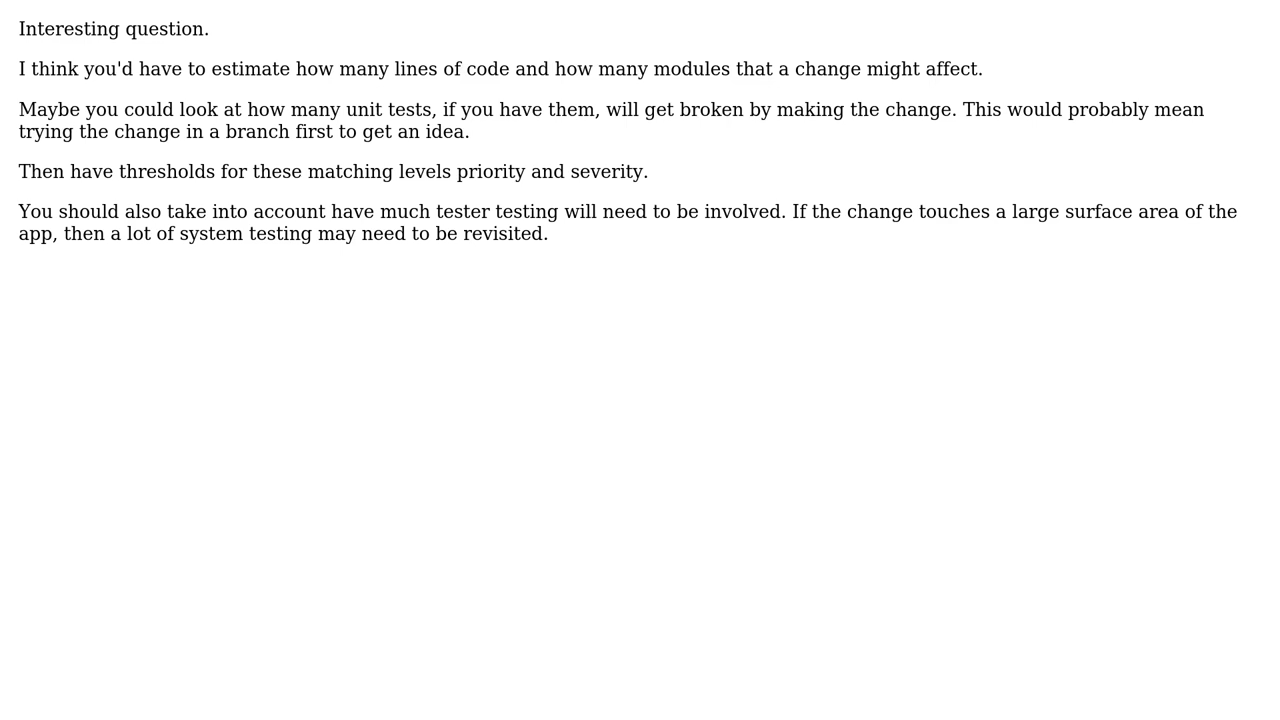 Interesting question.
I think you'd have to estimate how many lines of code and how many modules that a change might affect.
Maybe you could look at how many unit tests, if you have them, will get broken by making the change. This would probably mean
trying the change in a branch first to get an idea.
Then have thresholds for these matching levels priority and severity.
You should also take into account have much tester testing will need to be involved. If the change touches a large surface area of the
app, then a lot of system testing may need to be revisited.